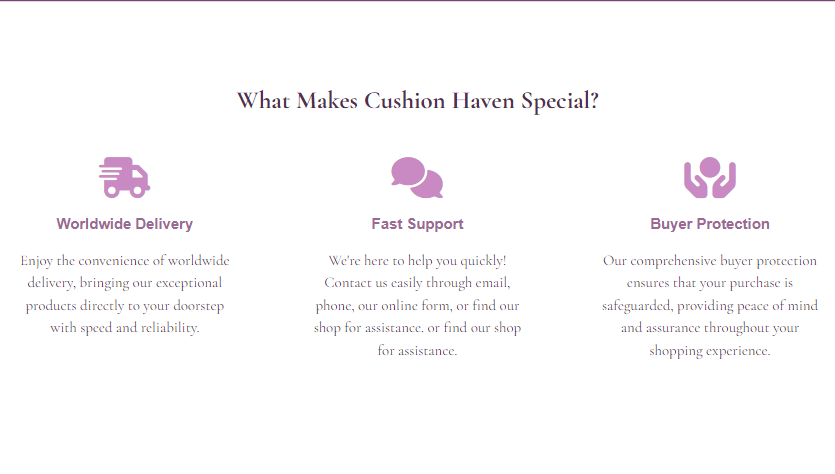 What Makes Cushion Haven Special?
Worldwide Delivery
Enjoy the convenience of worldwide
delivery, bringing our exceptional
products directly to your doorstep
with speed and reliability.
Fast Support
We're here to help you quickly!
Contact us easily through email,
phone, our online form, or find our
shop for assistance. or find our shop
for assistance.
Buyer Protection
Our comprehensive buyer protection
ensures that your purchase is
safeguarded, providing peace of mind
and assurance throughout your
shopping experience.